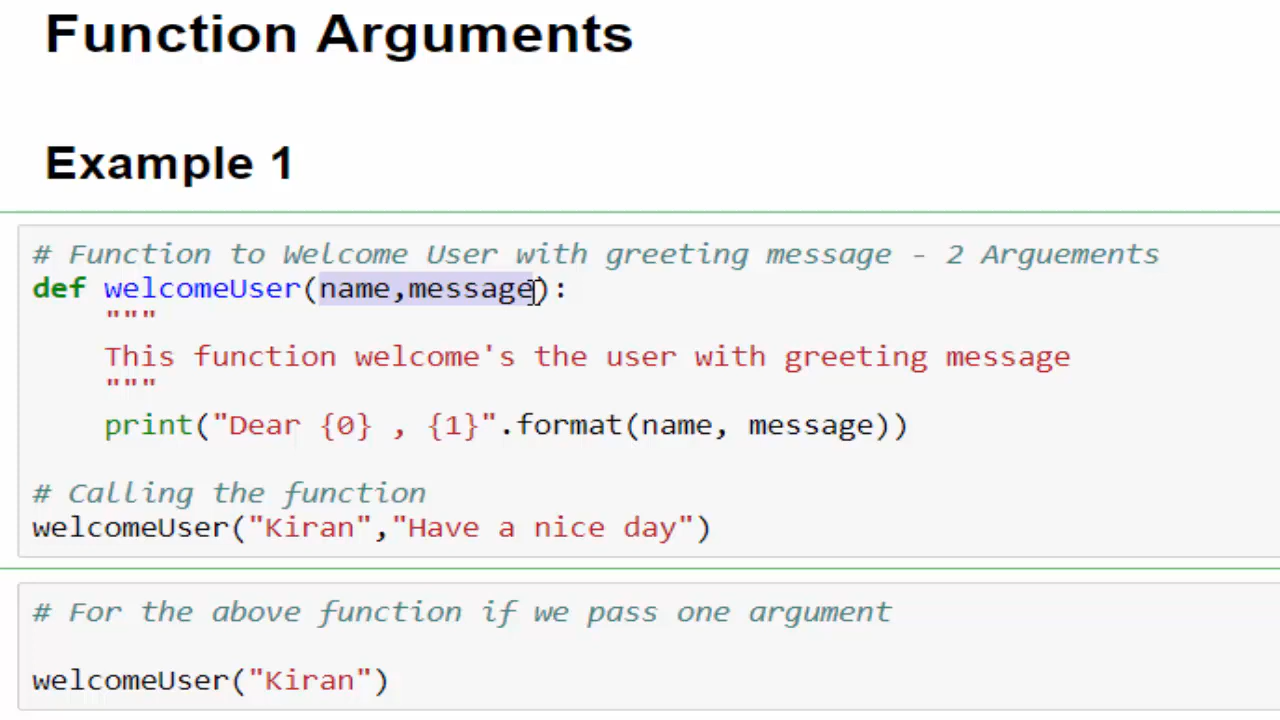 Function Arguments
Example 1
# Function to Welcome User with greeting message - 2 Arguements
def welcomeUser(name,message):
"""
This function welcome's the user with greeting message
"""
print("Dear {0} , {1}".format(name, message))
# Calling the function
welcomeUser("Kiran","Have a nice day")
# For the above function if we pass one argument
welcomeUser("Kiran")